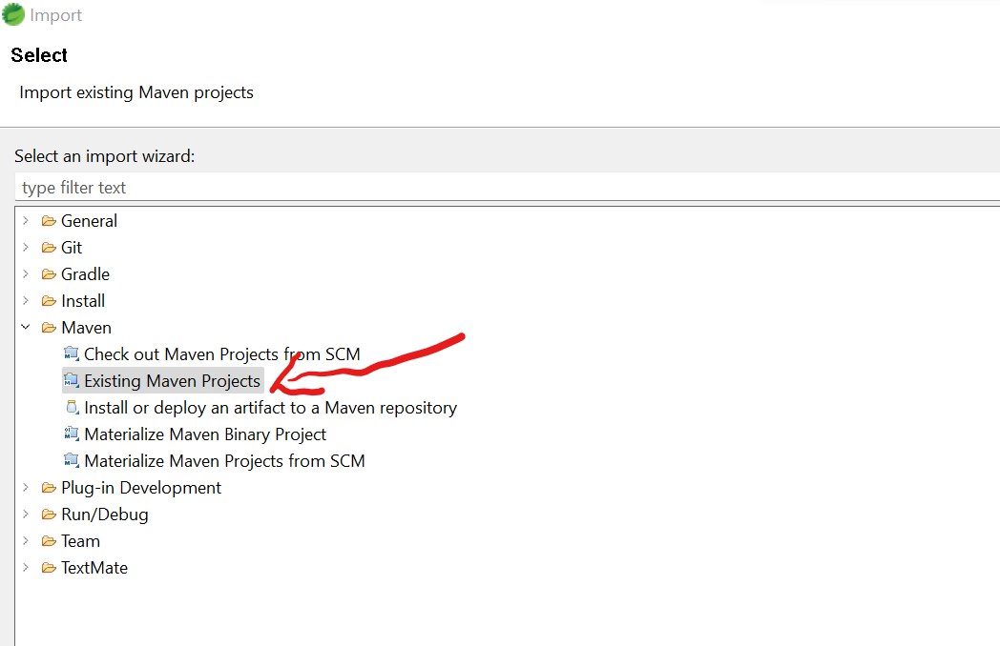 Import
Select
Import existing Maven projects
Select an import wizard:
type filter text
General
Git
Gradle
Install
Maven
Check out Maven Projects from SCM
Existing Maven Projects
Install or deploy an artifact to a Maven repository
Materialize Maven Binary Project
Materialize Maven Projects from SCM
Plug-in Development
Run/Debug
Team
TextMate